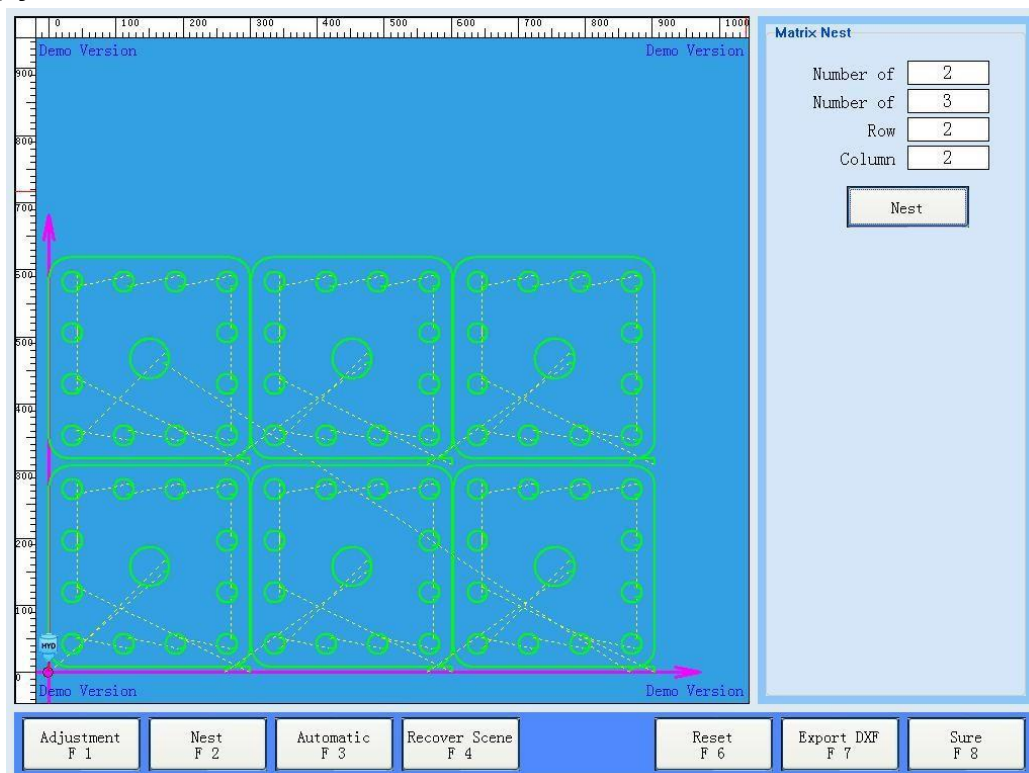 0 100 200 300 400 500 600 700 800 900 1000
Demo Version Demo Version
900
800
700
600
500
400
300
200
100
0
HYD
Demo Version Demo Version
Matrix Nest
Number of 2
Number of 3
Row 2
Column 2
Nest
Adjustment
F 1
Nest
F 2
Automatic
F 3
Recover Scene
F 4
Reset
F 6
Export DXF
F 7
Sure
F 8